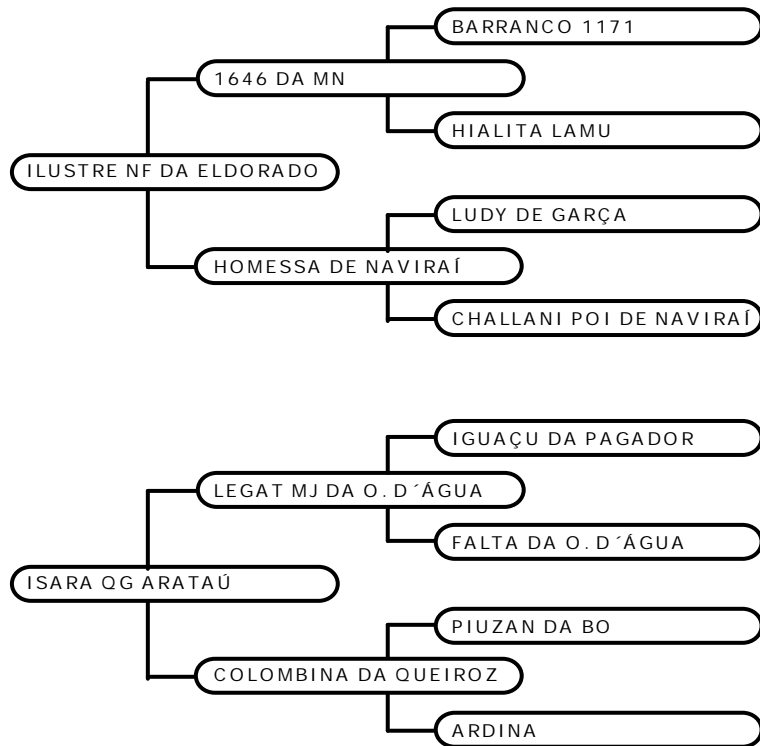 BARRANCO 1171
1646 DA MN
HIALITA LAMU
ILUSTRE NF DA ELDORADO
LUDY DE GARÇA
HOMESSA DE NAVIRAÍ
CHALLANI POI DE NAVIRAÍ
IGUAÇU DA PAGADOR
LEGAT MJ DA O. D´ÁGUA
FALTA DA O. D´ÁGUA
ISARA QG ARATAÚ
PIUZAN DA BO
COLOMBINA DA QUEIROZ
ARDINA